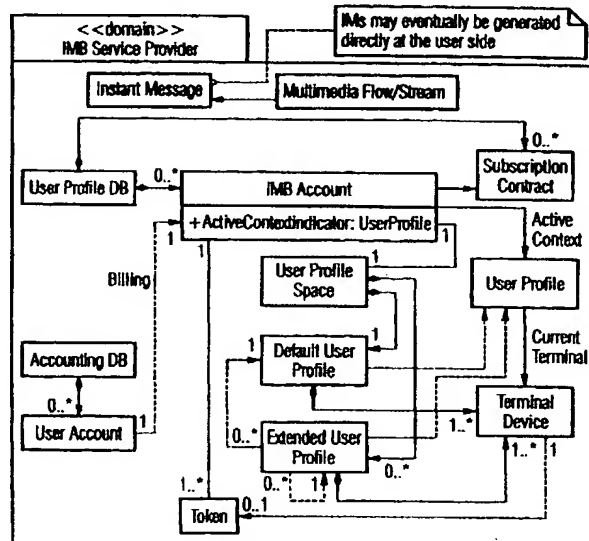 <<domain>>
IMB Service Provider
IMs may eventually be generated
directly at the user side
Instant Message
Multimedia Flow/Stream
0..*
0..*
User Profile DB
IMB Account
Subscription
Contract
+ActiveContextIndicator: UserProfile
Active
Context
1
1
1
1
Billing
User Profile
Space
User Profile
1
1
Current
Terminal
Accounting DB
Default User
Profile
0..*
User Account
1
0..*
Extended User
Profile
1..*
Terminal
Device
0..*
1
0..*
1..*
1
1..*
0..1
Token